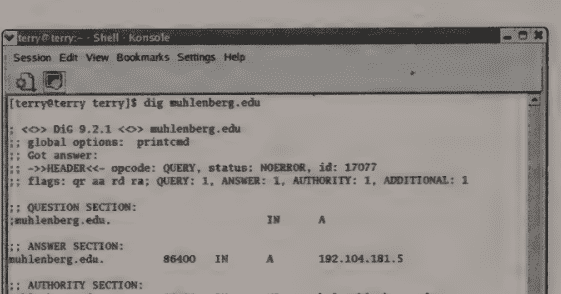 terry@terry:~ - Shell - Konsole
Session Edit View Bookmarks Settings Help
[terry@terry terry]$ dig muhlenberg.edu
; <<>> DiG 9.2.1 <<>> muhlenberg.edu
;; global options: printcmd
;; Got answer:
;; ->>HEADER<<- opcode: QUERY, status: NOERROR, id: 17077
;; flags: qr aa rd ra; QUERY: 1, ANSWER: 1, AUTHORITY: 1, ADDITIONAL: 1
;; QUESTION SECTION:
;muhlenberg.edu. IN A
;; ANSWER SECTION:
muhlenberg.edu. 86400 IN A 192.104.181.5
;; AUTHORITY SECTION: